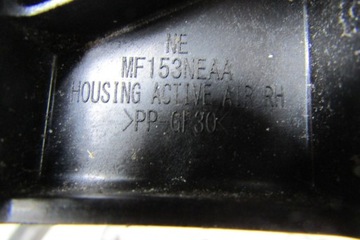 NE
MF153NEAA
HOUSING ACTIVE AIR RH
>PP GF30